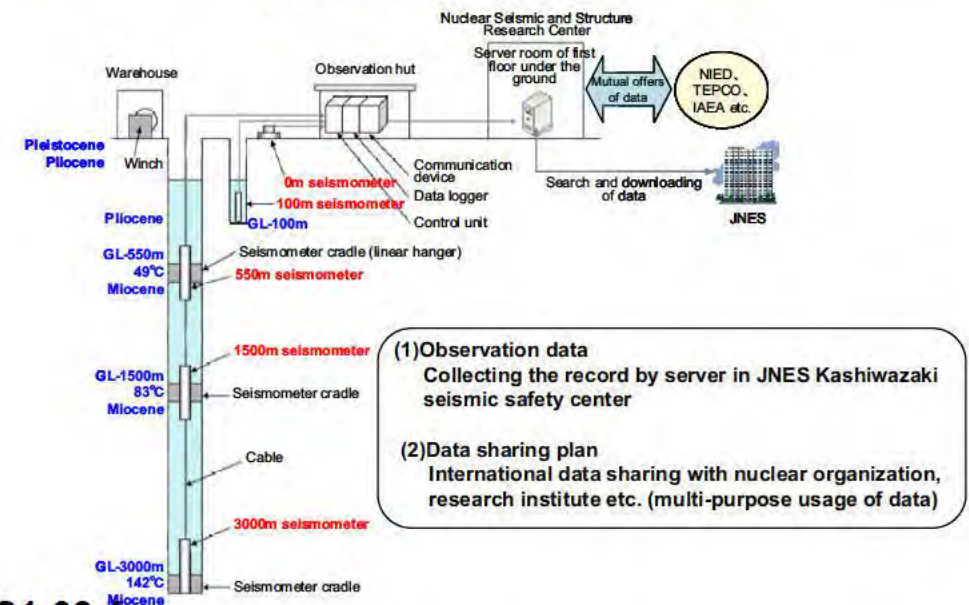 Nuclear Seismic and Structure
Research Center
Server room of first
floor under the
ground
Warehouse
Observation hut
Mutual offers
of data
NIED、
TEPCO、
IAEA etc.
Pleistocene
Pliocene
Winch
Communication
device
0m seismometer
Data logger
100m seismometer
Control unit
GL-100m
Search and downloading
of data
JNES
Pliocene
GL-550m
49℃
Miocene
Seismometer cradle (linear hanger)
550m seismometer
1500m seismometer
GL-1500m
83℃
Miocene
Seismometer cradle
Cable
3000m seismometer
GL-3000m
142℃
Miocene
Seismometer cradle
(1)Observation data
Collecting the record by server in JNES Kashiwazaki
seismic safety center
(2)Data sharing plan
International data sharing with nuclear organization,
research institute etc. (multi-purpose usage of data)